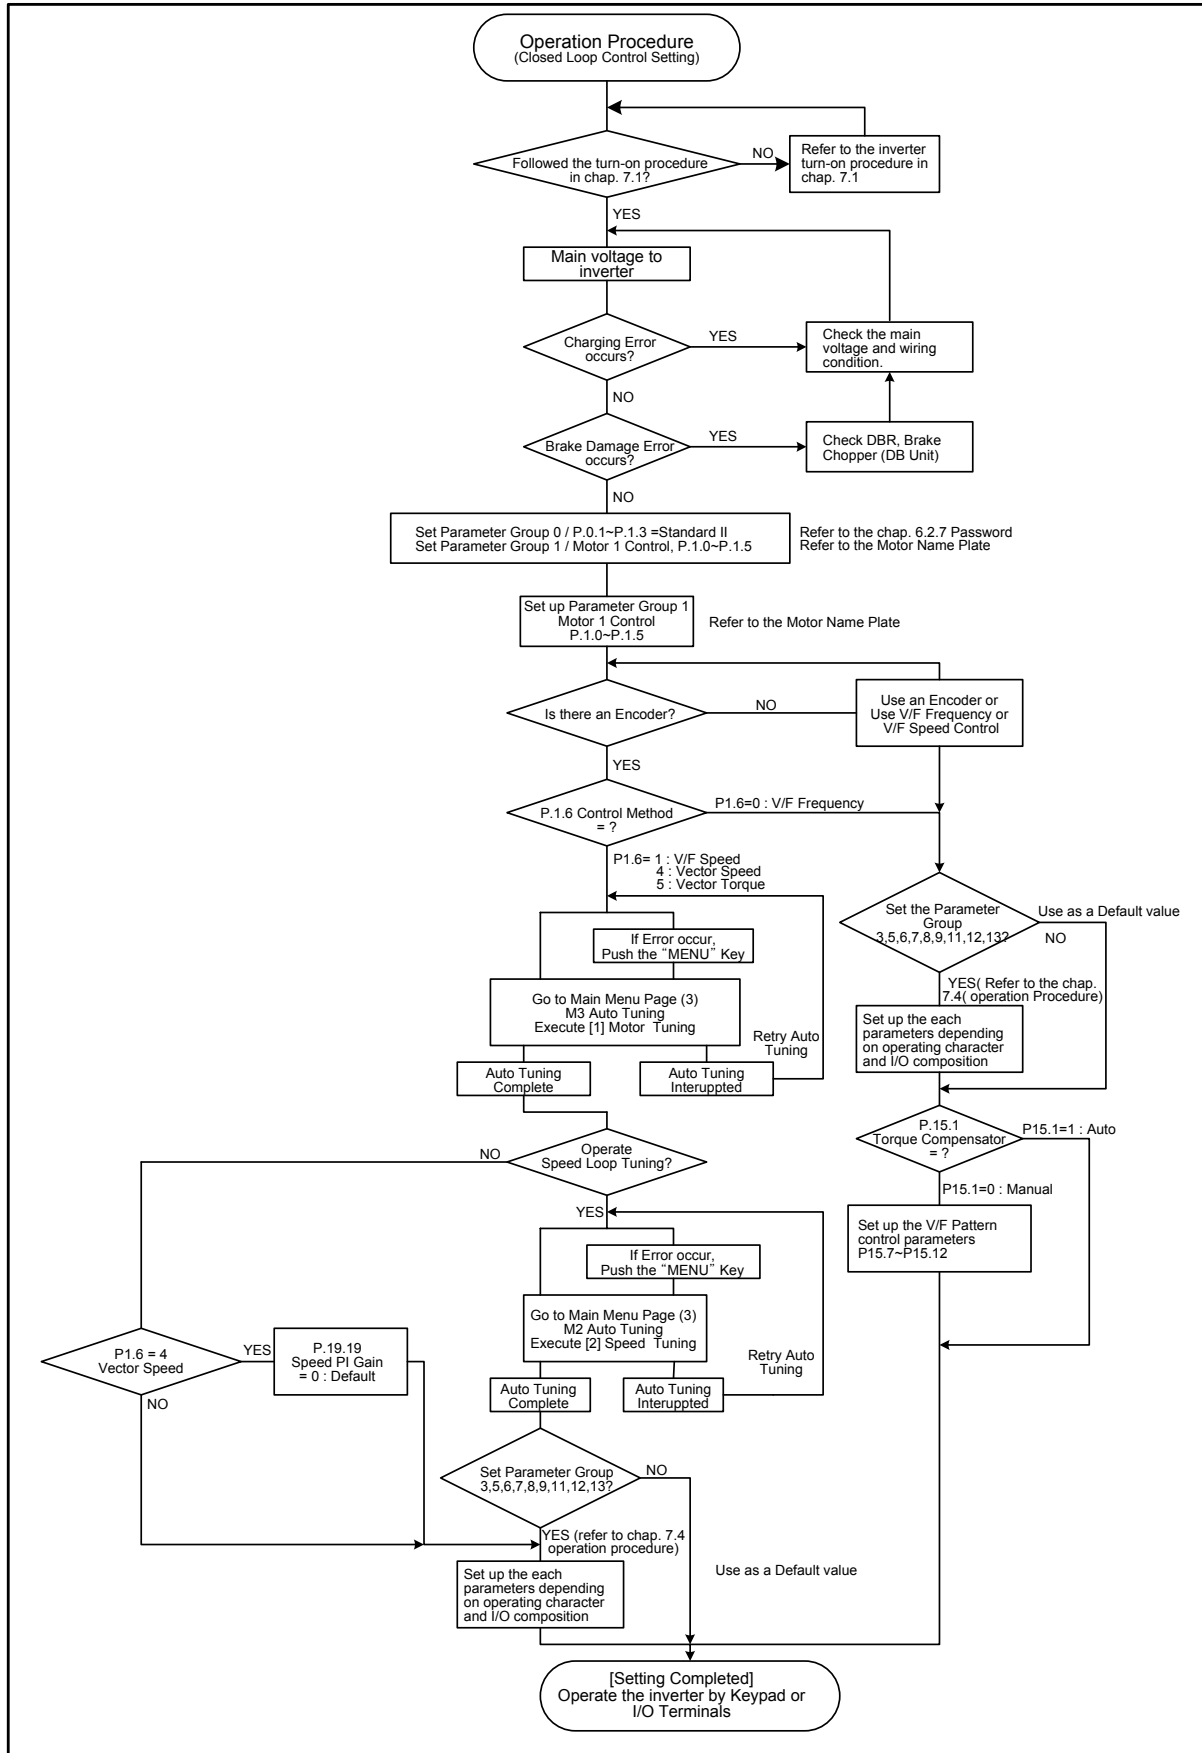 Operation Procedure
(Closed Loop Control Setting)
Followed the turn-on procedure
in chap. 7.1?
NO
Refer to the inverter
turn-on procedure in
chap. 7.1
YES
Main voltage to
inverter
Charging Error
occurs?
YES
Check the main
voltage and wiring
condition.
NO
Brake Damage Error
occurs?
YES
Check DBR, Brake
Chopper (DB Unit)
NO
Set Parameter Group 0 / P.0.1~P.1.3 =Standard II
Set Parameter Group 1 / Motor 1 Control, P.1.0~P.1.5
Refer to the chap. 6.2.7 Password
Refer to the Motor Name Plate
Set up Parameter Group 1
Motor 1 Control
P.1.0~P.1.5
Refer to the Motor Name Plate
Is there an Encoder?
NO
Use an Encoder or
Use V/F Frequency or
V/F Speed Control
YES
P.1.6 Control Method
= ?
P1.6=0 : V/F Frequency
P1.6= 1 : V/F Speed
4 : Vector Speed
5 : Vector Torque
Set the Parameter
Group
3,5,6,7,8,9,11,12,13?
Use as a Default value
NO
If Error occur,
Push the “MENU” Key
YES( Refer to the chap.
7.4( operation Procedure)
Go to Main Menu Page (3)
M3 Auto Tuning
Execute [1] Motor Tuning
Set up the each
parameters depending
on operating character
and I/O composition
Retry Auto
Tuning
Auto Tuning
Complete
Auto Tuning
Interuppted
P.15.1
Torque Compensator
= ?
P15.1=1 : Auto
Operate
Speed Loop Tuning?
NO
P15.1=0 : Manual
YES
Set up the V/F Pattern
control parameters
P15.7~P15.12
If Error occur,
Push the “MENU” Key
Go to Main Menu Page (3)
M2 Auto Tuning
Execute [2] Speed Tuning
Retry Auto
Tuning
P1.6 = 4
Vector Speed
YES
P.19.19
Speed PI Gain
= 0 : Default
NO
Auto Tuning
Complete
Auto Tuning
Interuppted
Set Parameter Group
3,5,6,7,8,9,11,12,13?
NO
YES (refer to chap. 7.4
operation procedure)
Use as a Default value
Set up the each
parameters depending
on operating character
and I/O composition
[Setting Completed]
Operate the inverter by Keypad or
I/O Terminals